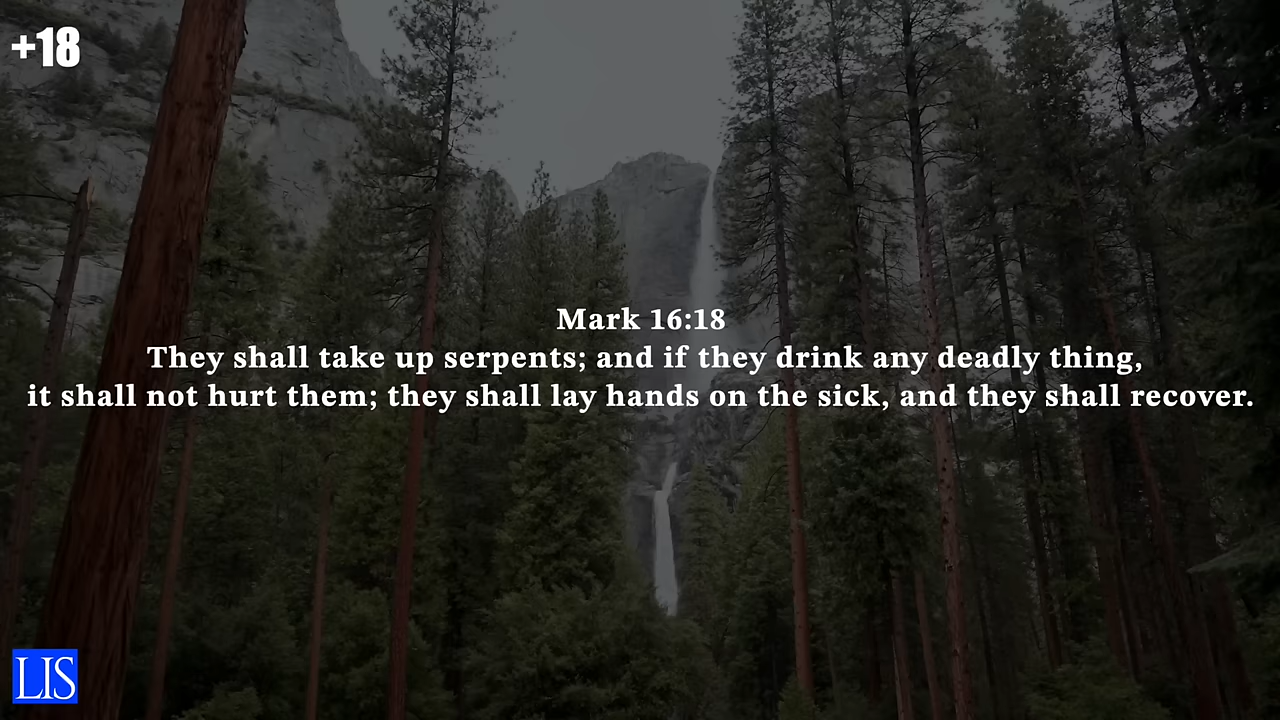 +18
Mark 16:18
They shall take up serpents; and if they drink any deadly thing,
it shall not hurt them; they shall lay hands on the sick, and they shall recover.
LIS